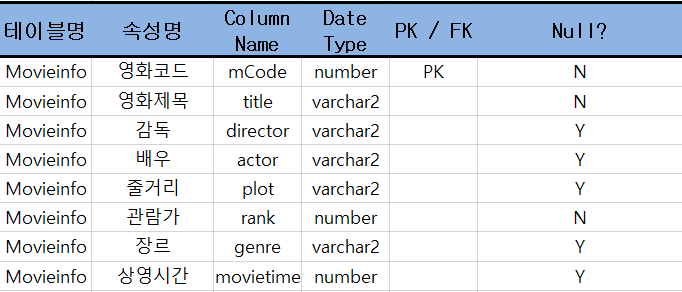 테이블명 속성명 Column Name Date Type PK / FK Null?
Movieinfo 영화코드 mCode number PK N
Movieinfo 영화제목 title varchar2 N
Movieinfo 감독 director varchar2 Y
Movieinfo 배우 actor varchar2 Y
Movieinfo 줄거리 plot varchar2 Y
Movieinfo 관람가 rank number N
Movieinfo 장르 genre varchar2 Y
Movieinfo 상영시간 movietime number Y